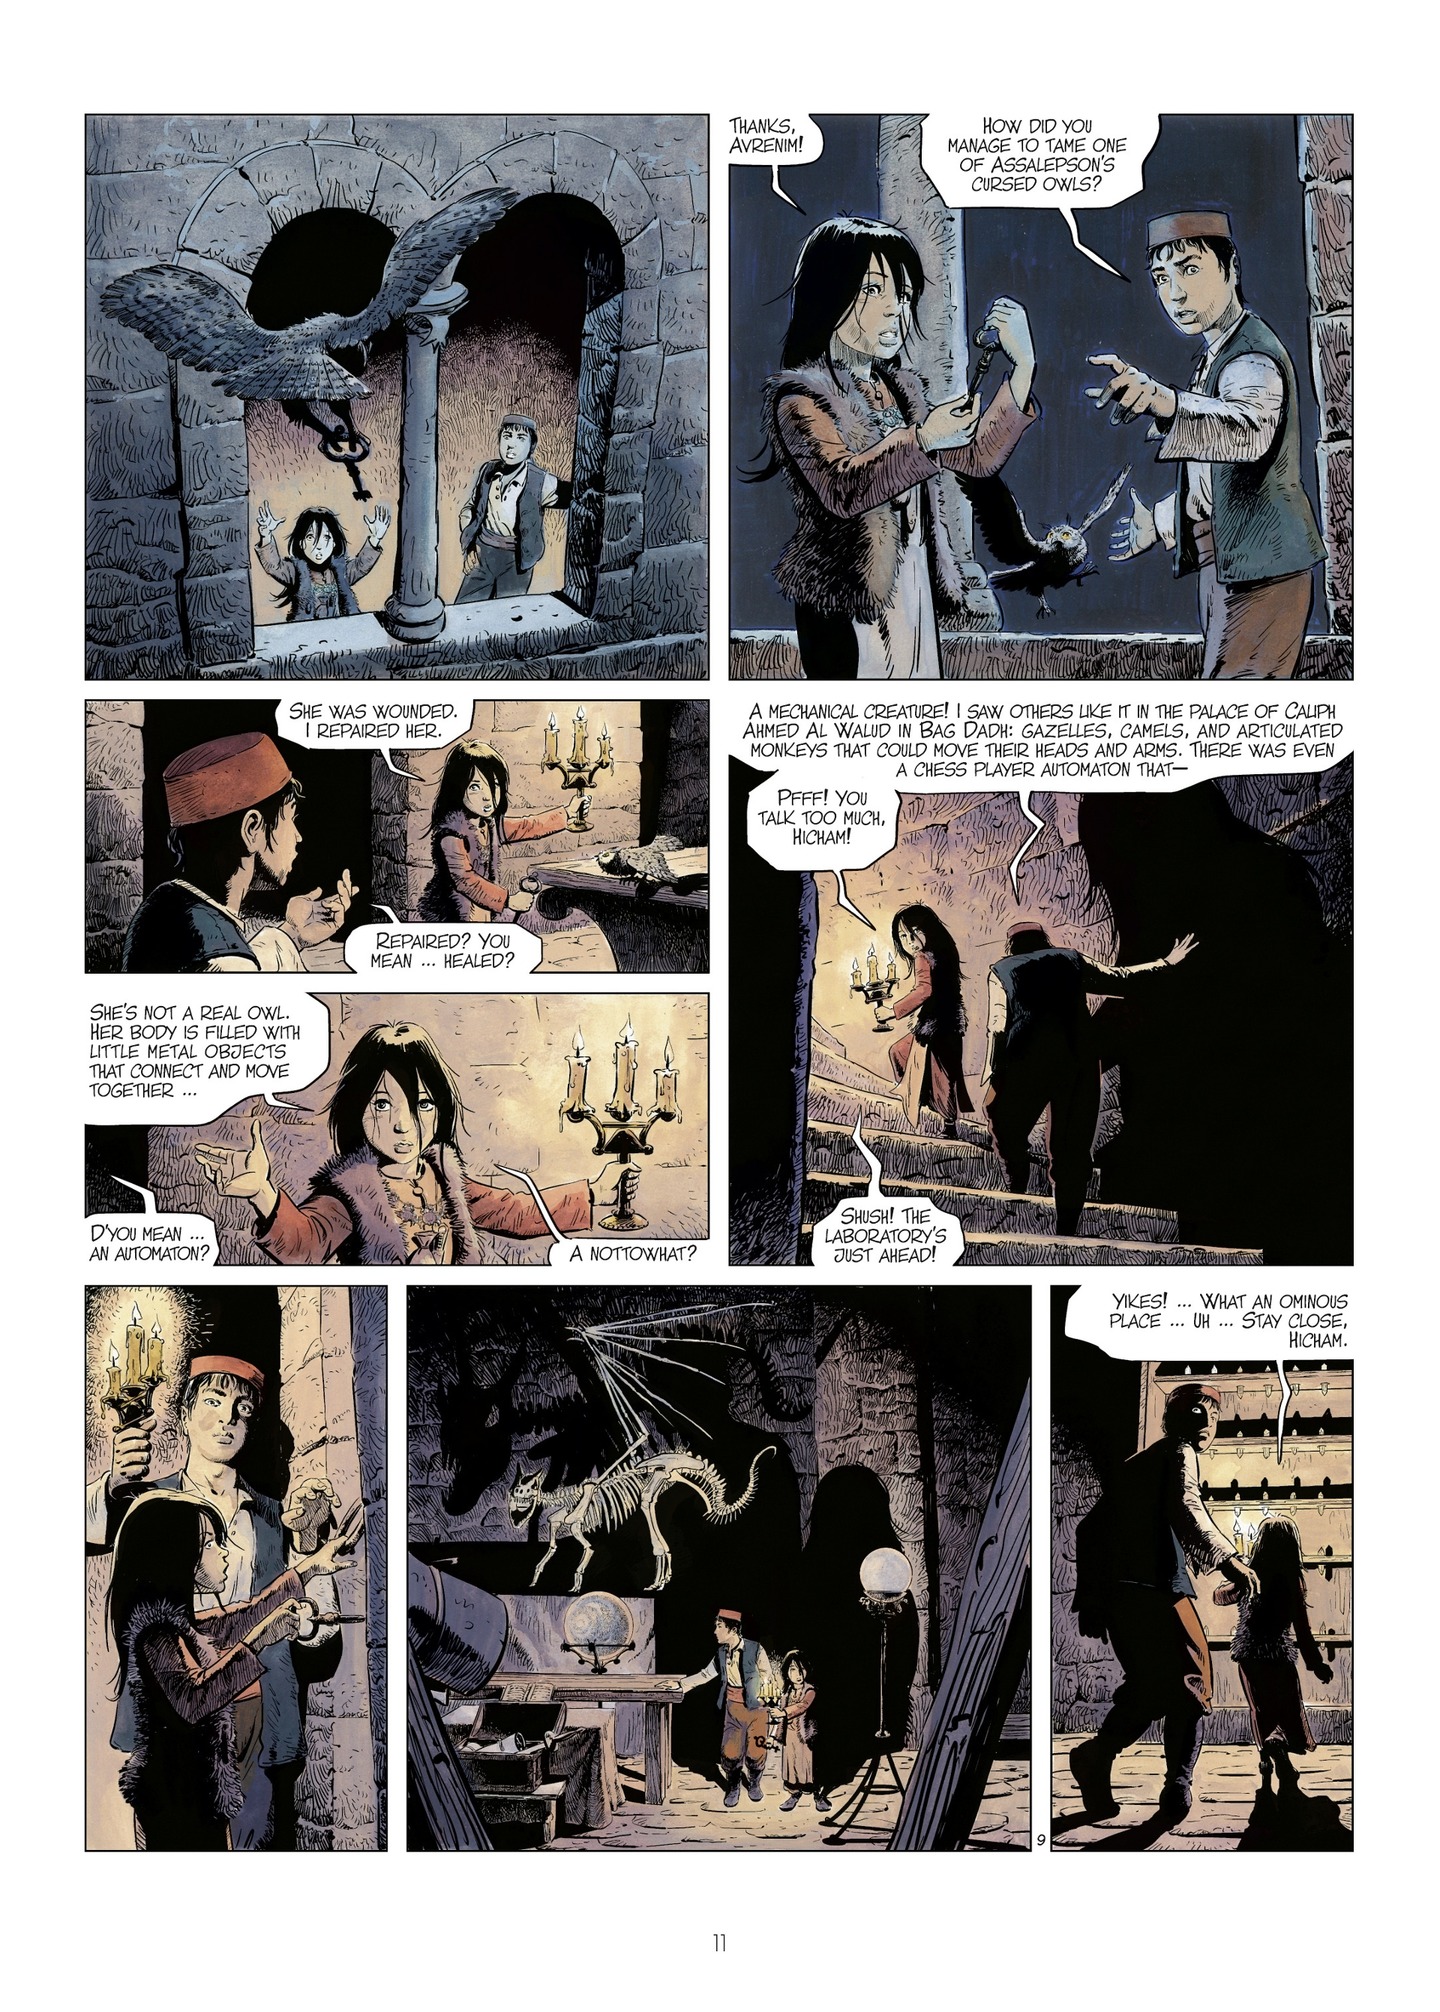 THANKS,
AVRENIM!
HOW DID YOU
MANAGE TO TAME ONE
OF ASSALEPSON'S
CURSED OWLS?
SHE WAS WOUNDED.
I REPAIRED HER.
REPAIRED? YOU
MEAN ... HEALED?
SHE'S NOT A REAL OWL.
HER BODY IS FILLED WITH
LITTLE METAL OBJECTS
THAT CONNECT AND MOVE
TOGETHER ...
D'YOU MEAN ...
AN AUTOMATON?
A NOTTOWHAT?
A MECHANICAL CREATURE! I SAW OTHERS LIKE IT IN THE PALACE OF CALIPH
AHMED AL WALUD IN BAG DADH: GAZELLES, CAMELS, AND ARTICULATED
MONKEYS THAT COULD MOVE THEIR HEADS AND ARMS. THERE WAS EVEN
A CHESS PLAYER AUTOMATON THAT—
PFFF! YOU
TALK TOO MUCH,
HICHAM!
SHUSH! THE
LABORATORY'S
JUST AHEAD!
YIKES! ... WHAT AN OMINOUS
PLACE ... UH ... STAY CLOSE,
HICHAM.
9
11